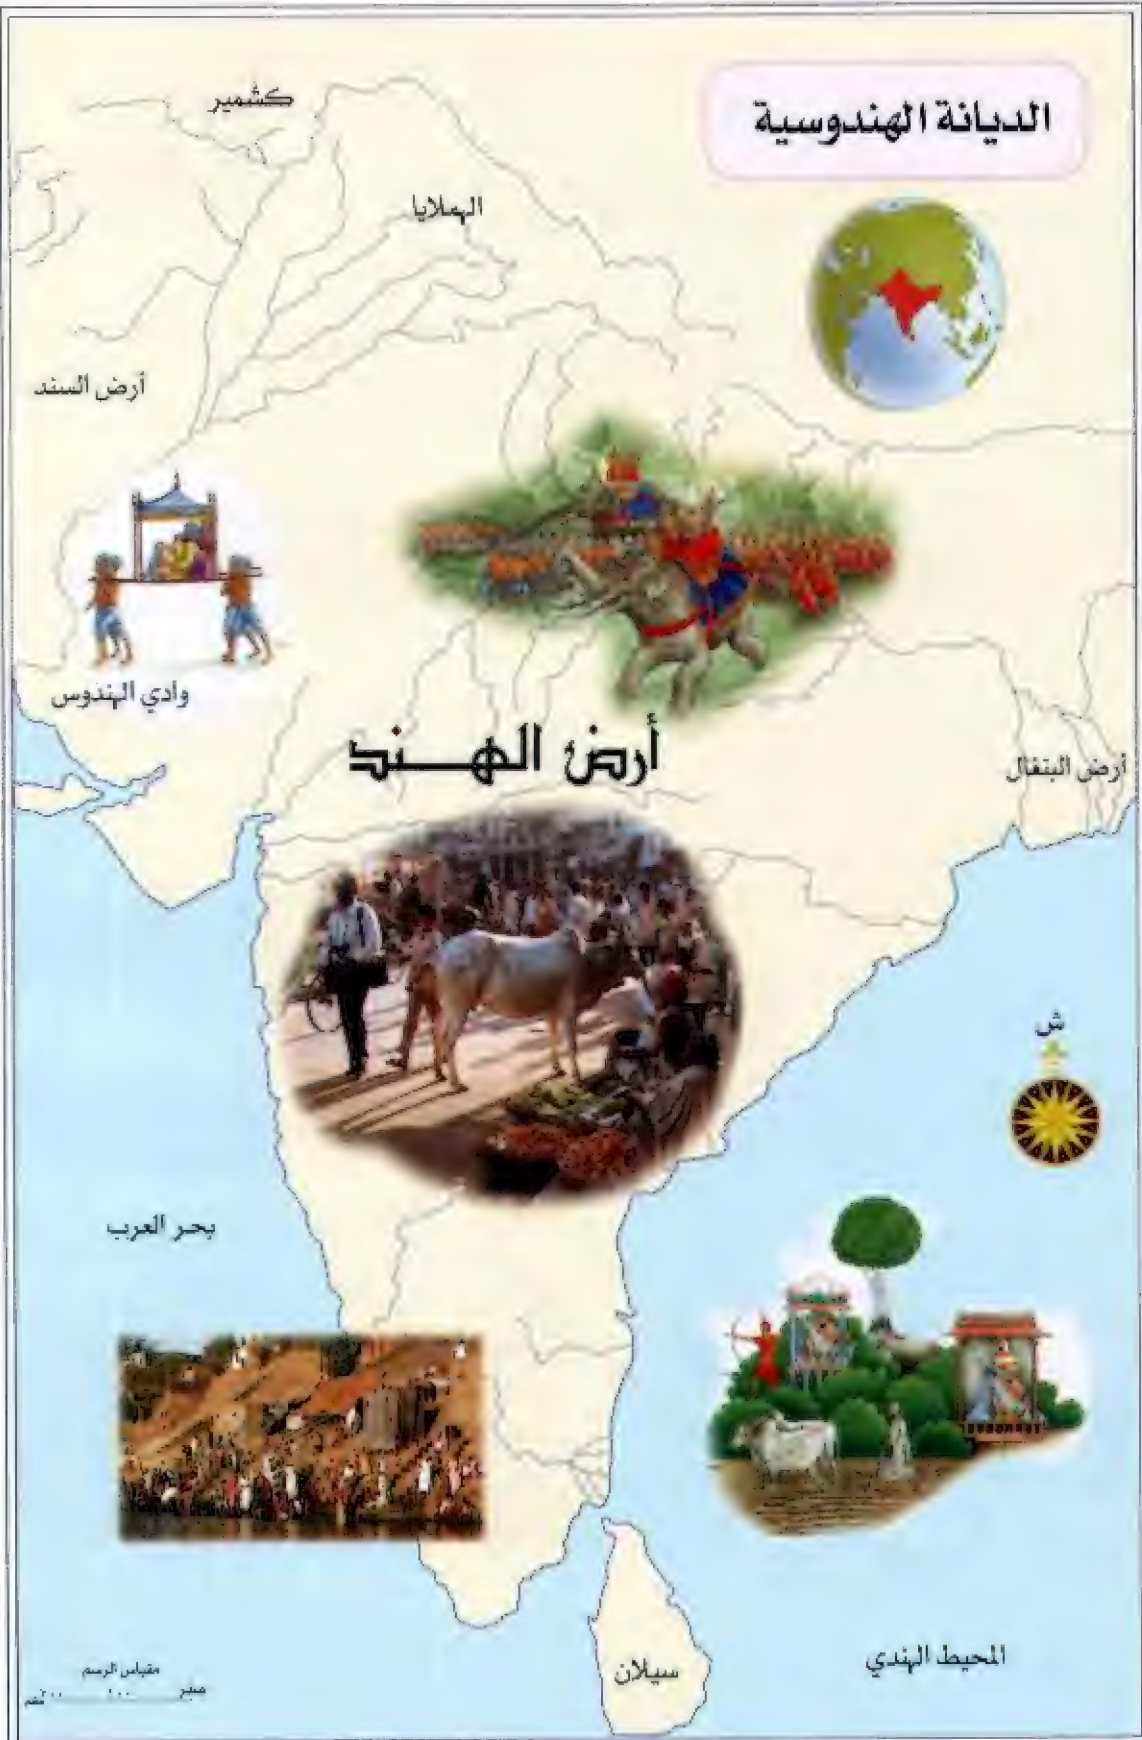 الديانة الهندوسية
كشمير
الهملايا
أرض السند
وادي الهندوس
أرض الهند
أرض البنغال
ش
بحر العرب
المحيط الهندي
سيلان
مقياس الرسم
صفر